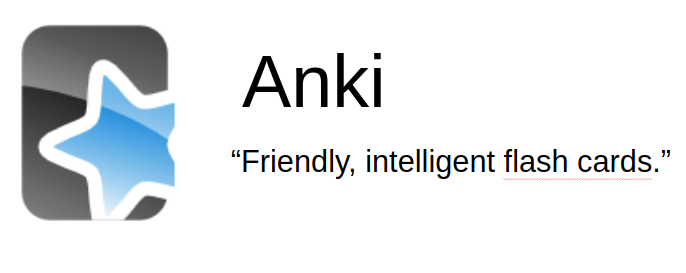 Anki
“Friendly, intelligent flash cards.”